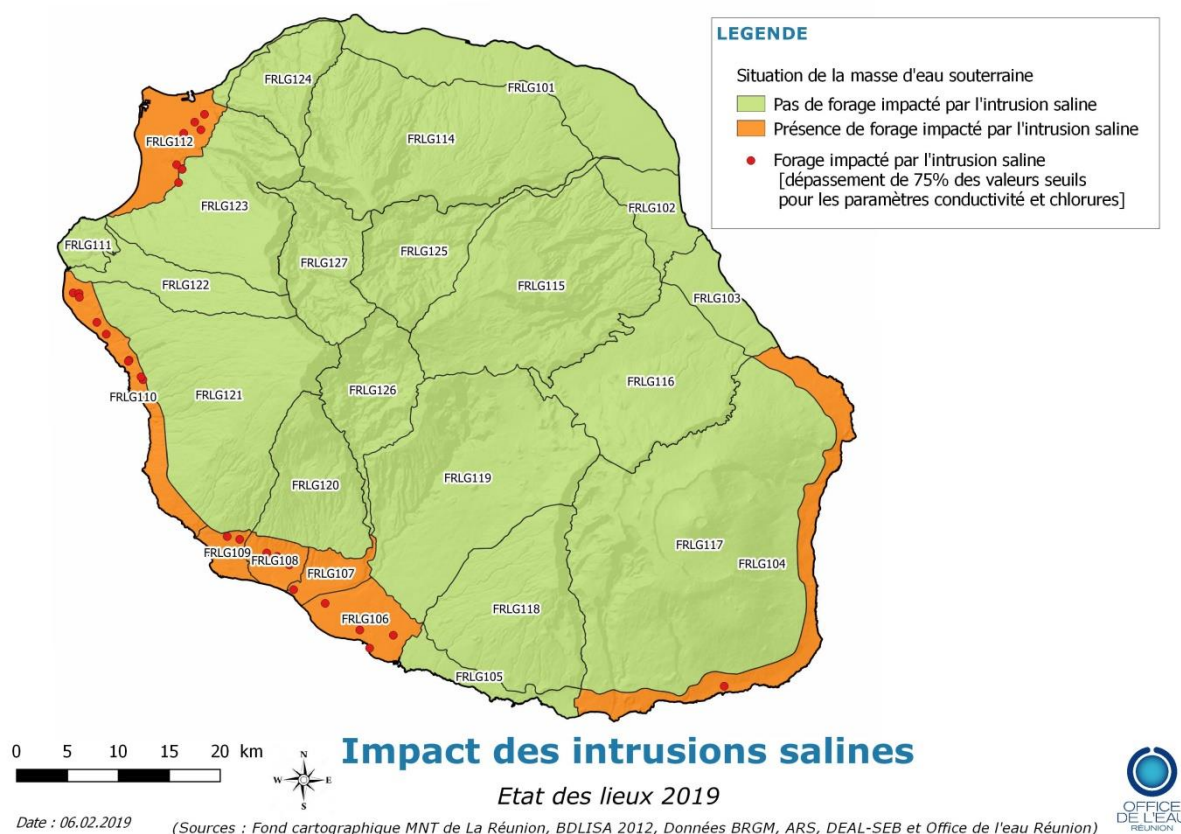 LEGENDE
Situation de la masse d'eau souterraine
Pas de forage impacté par l'intrusion saline
Présence de forage impacté par l'intrusion saline
Forage impacté par l'intrusion saline
[dépassement de 75% des valeurs seuils
pour les paramètres conductivité et chlorures]
FRLG124
FRLG101
FRLG112
FRLG114
FRLG123
FRLG102
FRLG111
FRLG125
FRLG127
FRLG122
FRLG115
FRLG103
FRLG116
FRLG126
FRLG110
FRLG121
FRLG119
FRLG120
FRLG117
FRLG109
FRLG108
FRLG104
FRLG107
FRLG118
FRLG106
FRLG105
0 5 10 15 20 km
N
W E
S
Impact des intrusions salines
Etat des lieux 2019
Date : 06.02.2019
(Sources : Fond cartographique MNT de La Réunion, BDLISA 2012, Données BRGM, ARS, DEAL-SEB et Office de l'eau Réunion)
OFFICE
DE L'EAU
RÉUNION